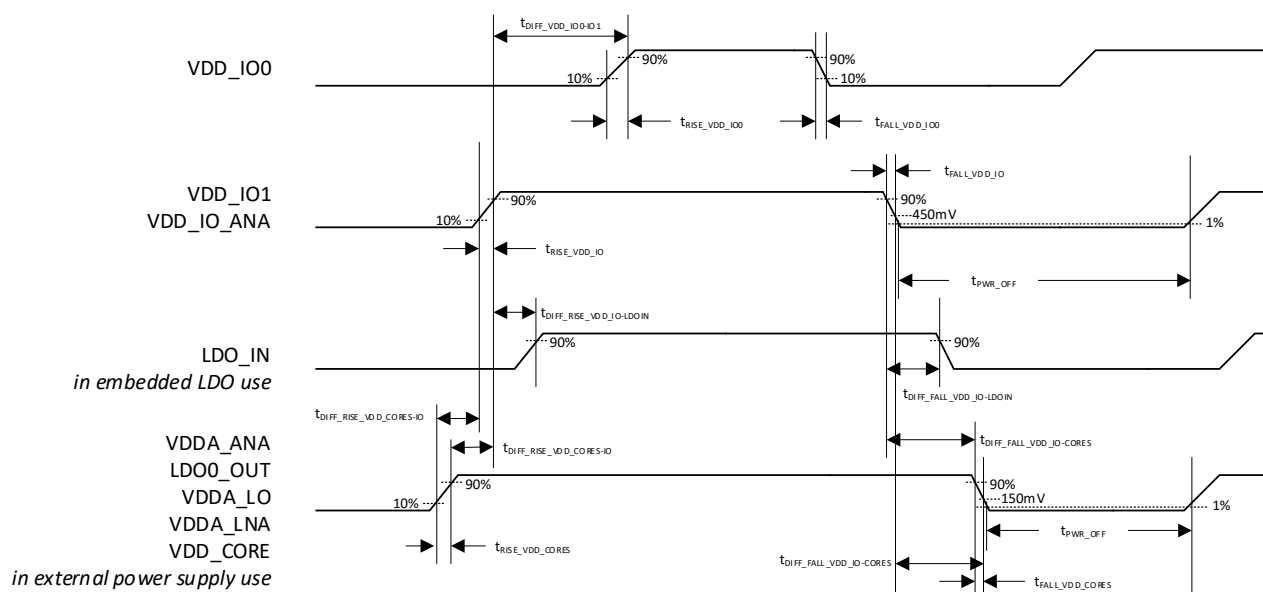 tDIFF_VDD_IO0-IO1
VDD_IO0
90%
90%
10%
10%
tRISE_VDD_IO0
tFALL_VDD_IO0
tFALL_VDD_IO
VDD_IO1
90%
90%
450mV
VDD_IO_ANA
10%
1%
tRISE_VDD_IO
tPWR_OFF
tDIFF_RISE_VDD_IO-LDOIN
LDO_IN
90%
90%
in embedded LDO use
tDIFF_FALL_VDD_IO-LDOIN
tDIFF_RISE_VDD_CORES-IO
VDDA_ANA
tDIFF_RISE_VDD_CORES-IO
tDIFF_FALL_VDD_IO-CORES
LDO0_OUT
90%
90%
VDDA_LO
10%
150mV
1%
VDDA_LNA
tPWR_OFF
VDD_CORE
tRISE_VDD_CORES
tDIFF_FALL_VDD_IO-CORES
in external power supply use
tFALL_VDD_CORES